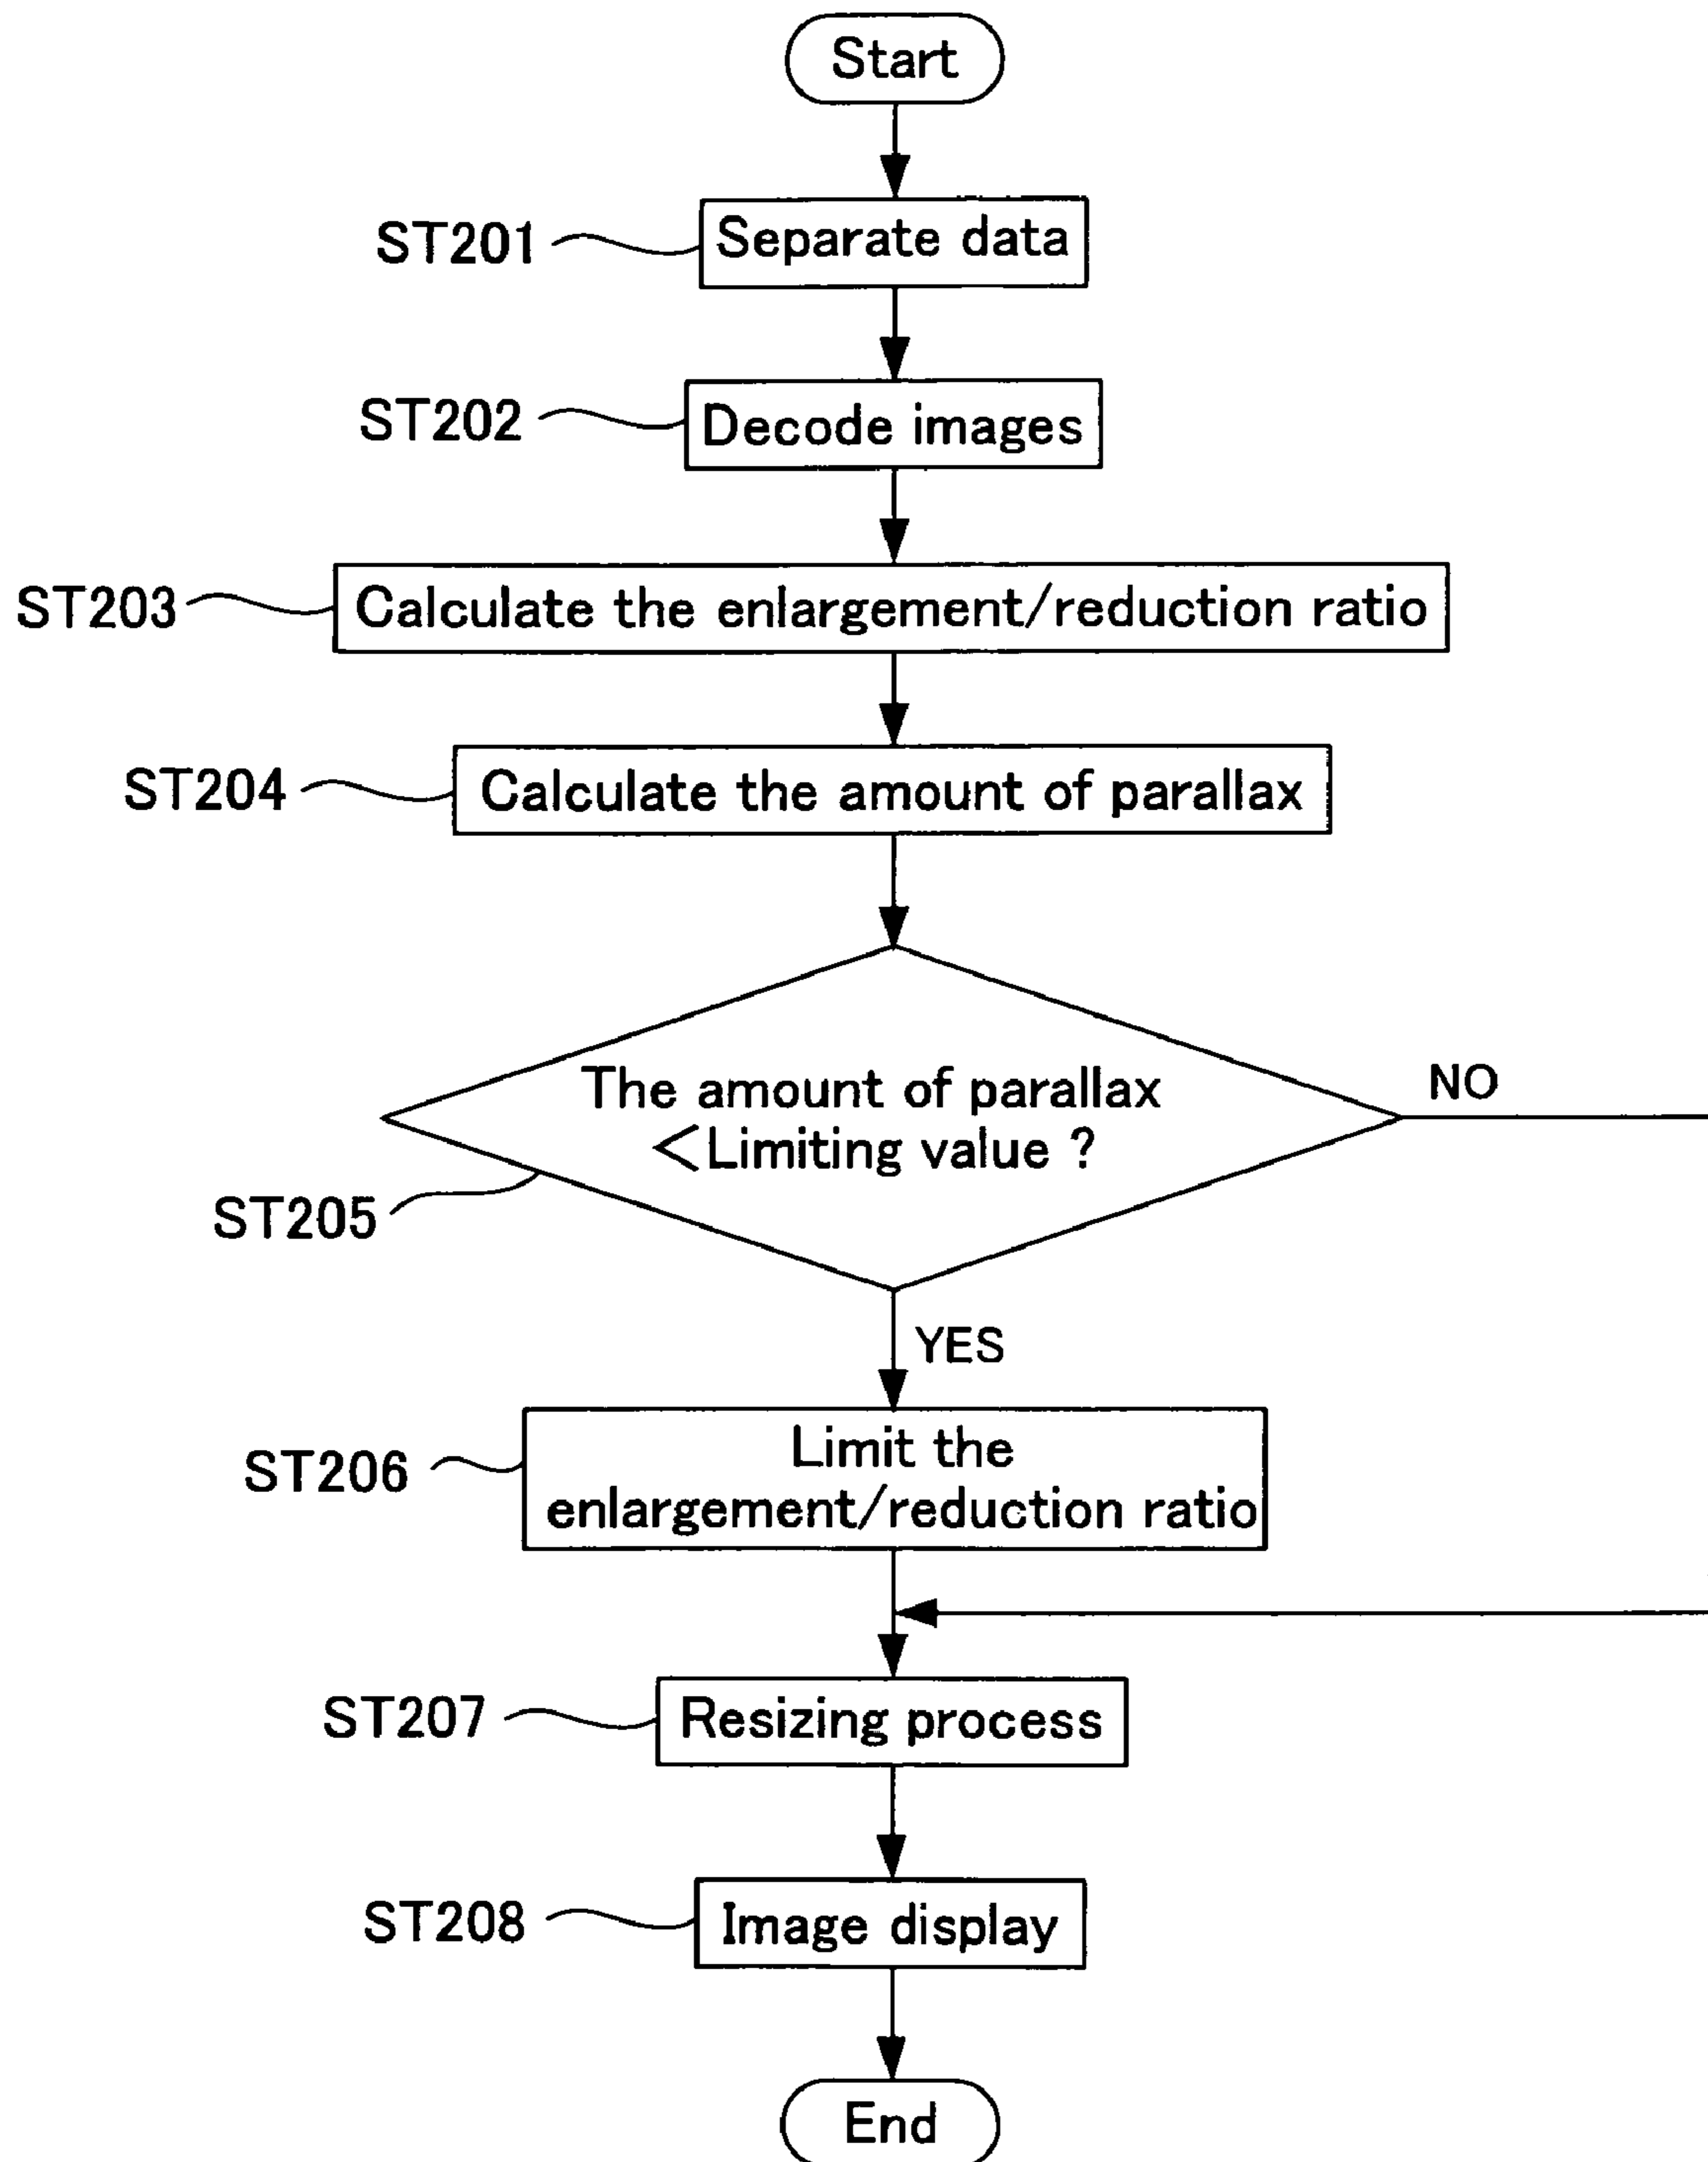 Start
ST201
Separate data
ST202
Decode images
ST203
Calculate the enlargement/reduction ratio
ST204
Calculate the amount of parallax
The amount of parallax
<Limiting value ?
NO
ST205
YES
ST206
Limit the
enlargement/reduction ratio
ST207
Resizing process
ST208
Image display
End